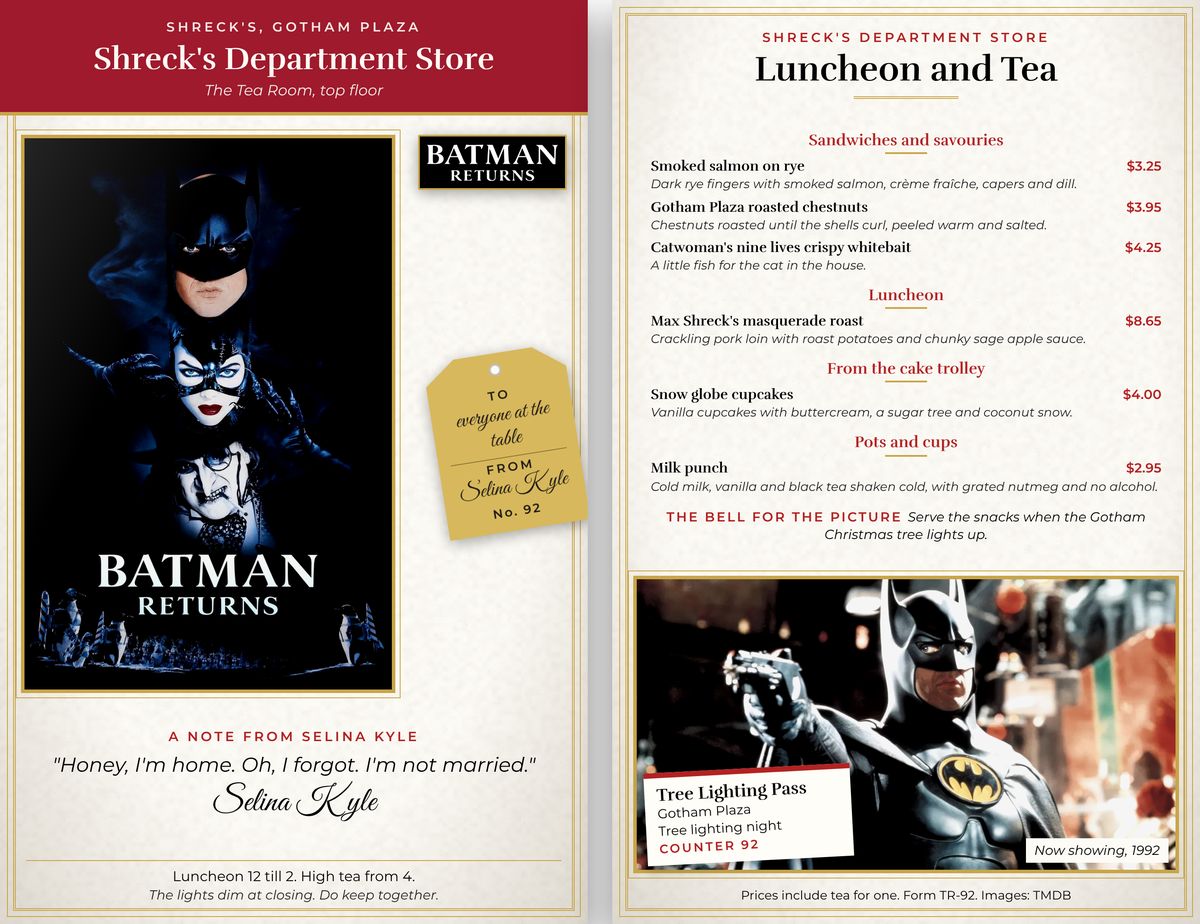 SHRECK'S, GOTHAM PLAZA
Shreck's Department Store
The Tea Room, top floor
BATMAN
RETURNS
BATMAN
RETURNS
TO
everyone at the
table
FROM
Selina Kyle
No. 92
A NOTE FROM SELINA KYLE
"Honey, I'm home. Oh, I forgot. I'm not married."
Selina Kyle
Luncheon 12 till 2. High tea from 4.
The lights dim at closing. Do keep together.
SHRECK'S DEPARTMENT STORE
Luncheon and Tea
Sandwiches and savouries
Smoked salmon on rye $3.25
Dark rye fingers with smoked salmon, crème fraîche, capers and dill.
Gotham Plaza roasted chestnuts $3.95
Chestnuts roasted until the shells curl, peeled warm and salted.
Catwoman's nine lives crispy whitebait $4.25
A little fish for the cat in the house.
Luncheon
Max Shreck's masquerade roast $8.65
Crackling pork loin with roast potatoes and chunky sage apple sauce.
From the cake trolley
Snow globe cupcakes $4.00
Vanilla cupcakes with buttercream, a sugar tree and coconut snow.
Pots and cups
Milk punch $2.95
Cold milk, vanilla and black tea shaken cold, with grated nutmeg and no alcohol.
THE BELL FOR THE PICTURE Serve the snacks when the Gotham
Christmas tree lights up.
Tree Lighting Pass
Gotham Plaza
Tree lighting night
COUNTER 92
Now showing, 1992
Prices include tea for one. Form TR-92. Images: TMDB